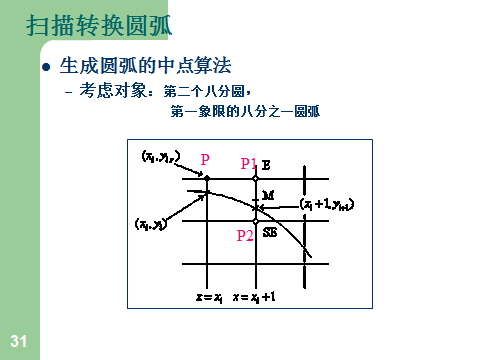 扫描转换圆弧
生成圆弧的中点算法
– 考虑对象：第二个八分圆，
第一象限的八分之一圆弧
(xi,yir) P P1 E
M
(xi+1,yi+1)
(xi,yi)
P2 SE
x=xi x=xi+1
31